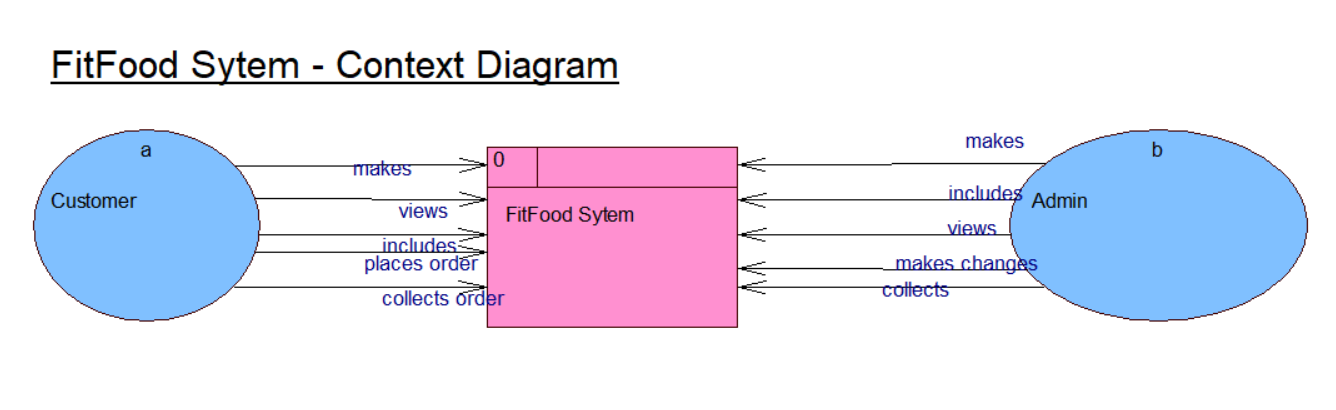 FitFood Sytem - Context Diagram
a
Customer
makes
views
includes
places order
collects order
0
FitFood Sytem
makes
includes
views
makes changes
collects
b
Admin